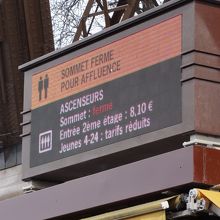 SOMMET FERME
POUR AFFLUENCE
ASCENSEURS
Sommet : fermé
Entrée 2ème étage : 8,10 €
Jeunes 4-24 : tarifs réduits